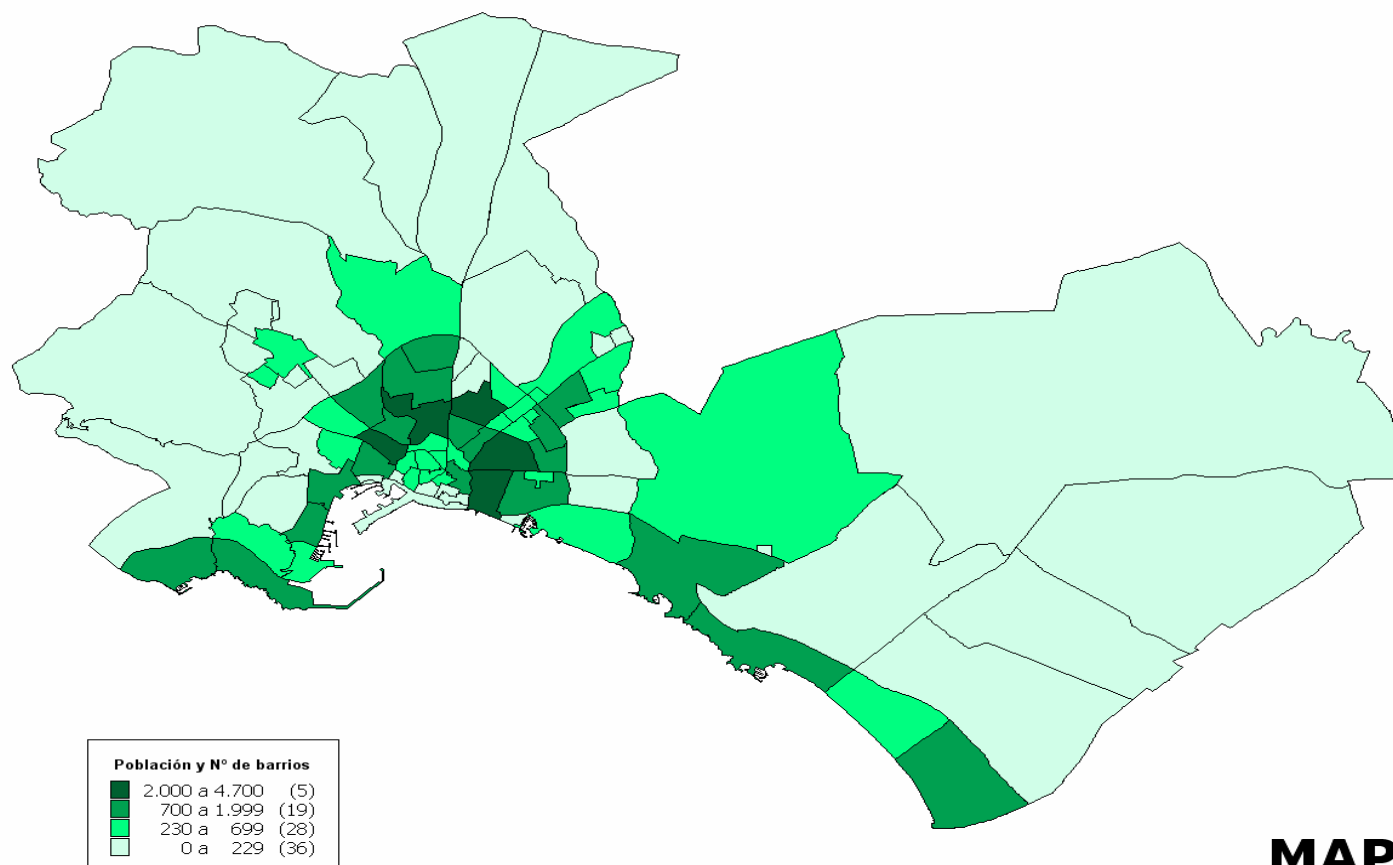 Población y Nº de barrios
2.000 a 4.700 (5)
700 a 1.999 (19)
230 a 699 (28)
0 a 229 (36)
MAP